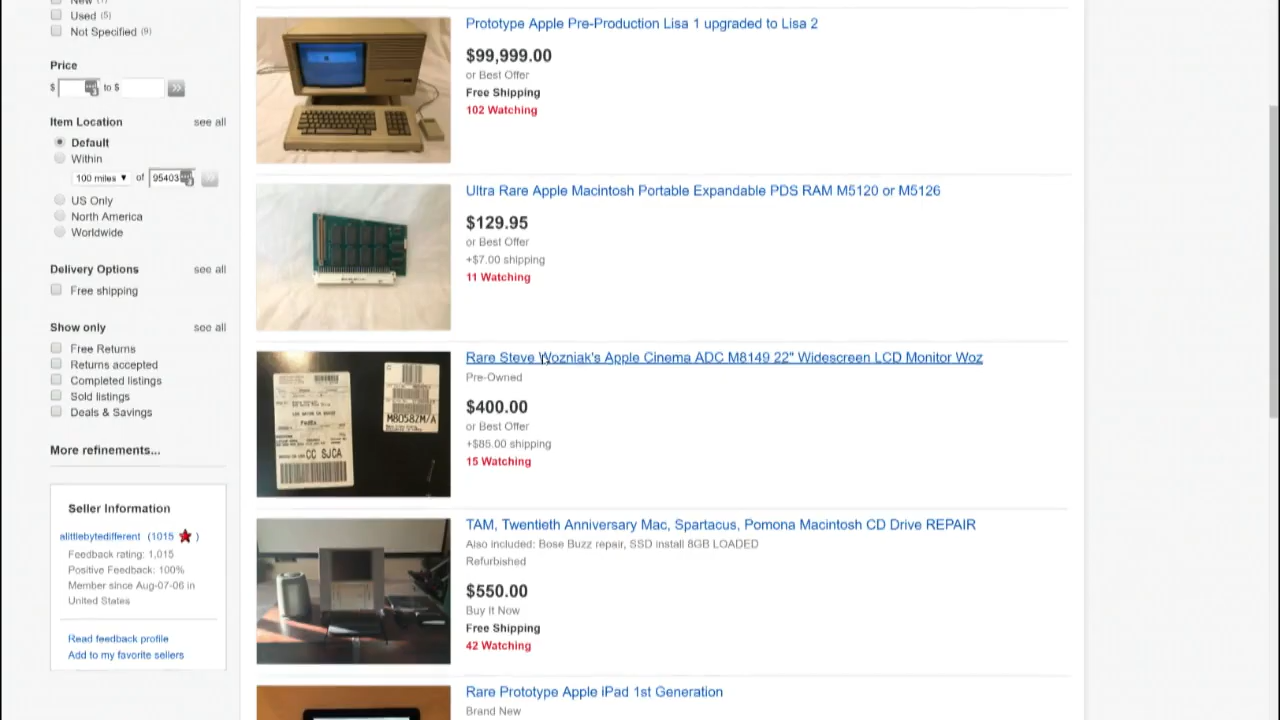 New
Used (5)
Not Specified (9)
Price
$ to $
Item Location see all
Default
Within
100 miles ▼ of 95403
US Only
North America
Worldwide
Delivery Options see all
Free shipping
Show only see all
Free Returns
Returns accepted
Completed listings
Sold listings
Deals & Savings
More refinements...
Seller Information
alittlebytedifferent (1015 )
Feedback rating: 1,015
Positive Feedback: 100%
Member since Aug-07-06 in
United States
Read feedback profile
Add to my favorite sellers
Prototype Apple Pre-Production Lisa 1 upgraded to Lisa 2
$99,999.00
or Best Offer
Free Shipping
102 Watching
Ultra Rare Apple Macintosh Portable Expandable PDS RAM M5120 or M5126
$129.95
or Best Offer
+$7.00 shipping
11 Watching
FedEx
CC SJCA
M8058Z/M/A
Rare Steve Wozniak's Apple Cinema ADC M8149 22" Widescreen LCD Monitor Woz
Pre-Owned
$400.00
or Best Offer
+$85.00 shipping
15 Watching
TAM, Twentieth Anniversary Mac, Spartacus, Pomona Macintosh CD Drive REPAIR
Also included: Bose Buzz repair, SSD install 8GB LOADED
Refurbished
$550.00
Buy It Now
Free Shipping
42 Watching
Rare Prototype Apple iPad 1st Generation
Brand New